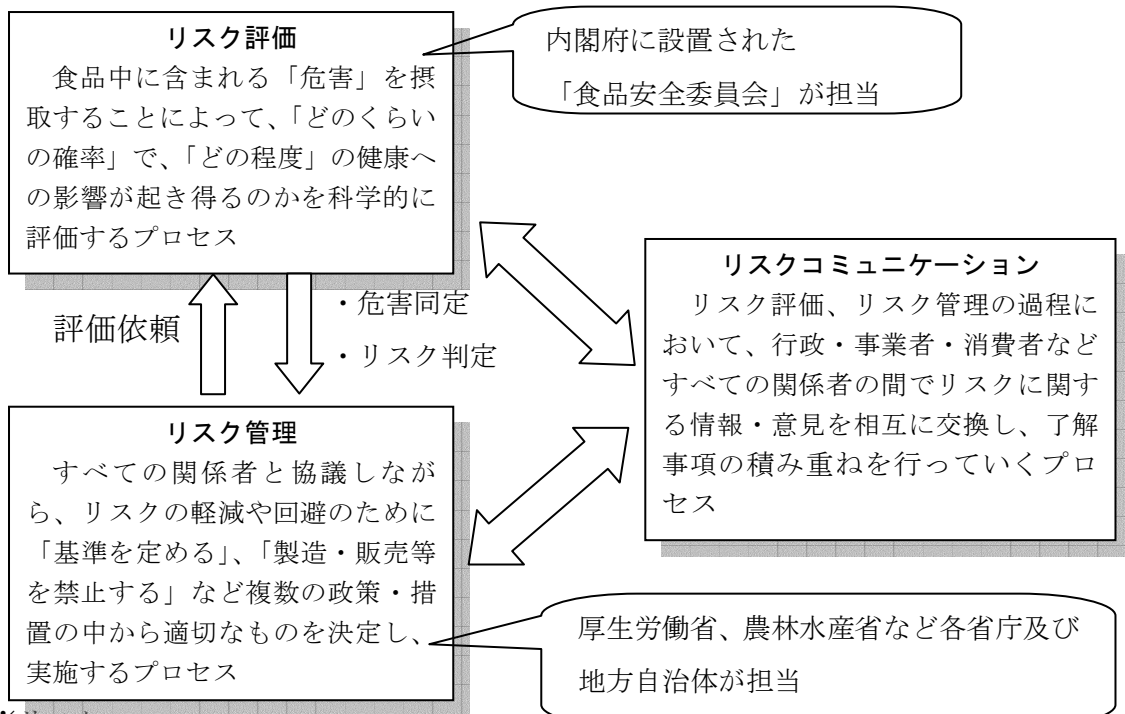 リスク評価
食品中に含まれる「危害」を摂
取することによって、「どのくらい
の確率」で、「どの程度」の健康へ
の影響が起き得るのかを科学的に
評価するプロセス
内閣府に設置された
「食品安全委員会」が担当
評価依頼
・危害同定
・リスク判定
リスクコミュニケーション
リスク評価、リスク管理の過程に
おいて、行政・事業者・消費者など
すべての関係者の間でリスクに関す
る情報・意見を相互に交換し、了解
事項の積み重ねを行っていくプロ
セス
リスク管理
すべての関係者と協議しなが
ら、リスクの軽減や回避のために
「基準を定める」、「製造・販売等
を禁止する」など複数の政策・措
置の中から適切なものを決定し、
実施するプロセス
厚生労働省、農林水産省など各省庁及び
地方自治体が担当